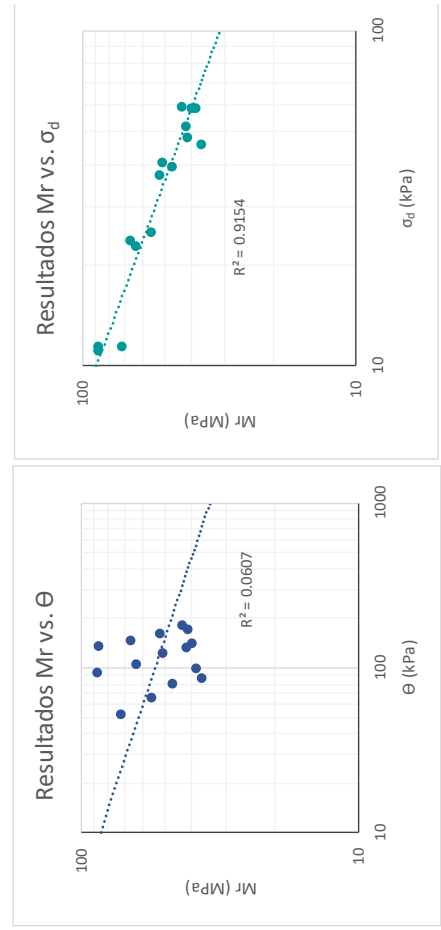 Resultados Mr vs. Θ
100
10
Mr (MPa)
R² = 0.0607
10
100
1000
Θ (kPa)
Resultados Mr vs. σd
100
10
Mr (MPa)
R² = 0.9154
10
100
σd (kPa)